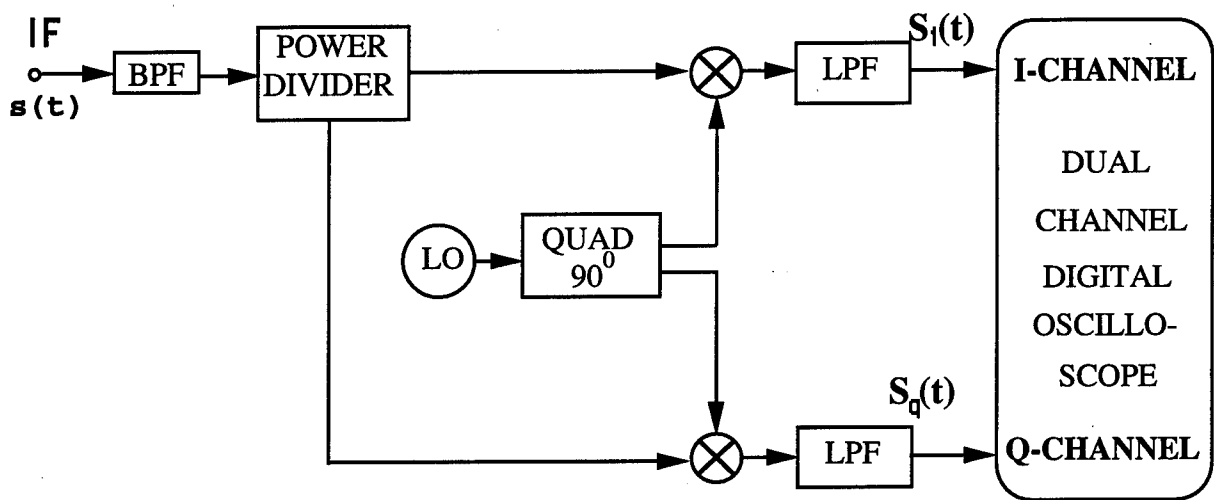 IF
s(t)
BPF
POWER
DIVIDER
LPF
S_i(t)
I-CHANNEL
DUAL
CHANNEL
DIGITAL
OSCILLO-
SCOPE
LO
QUAD
90⁰
LPF
S_q(t)
Q-CHANNEL